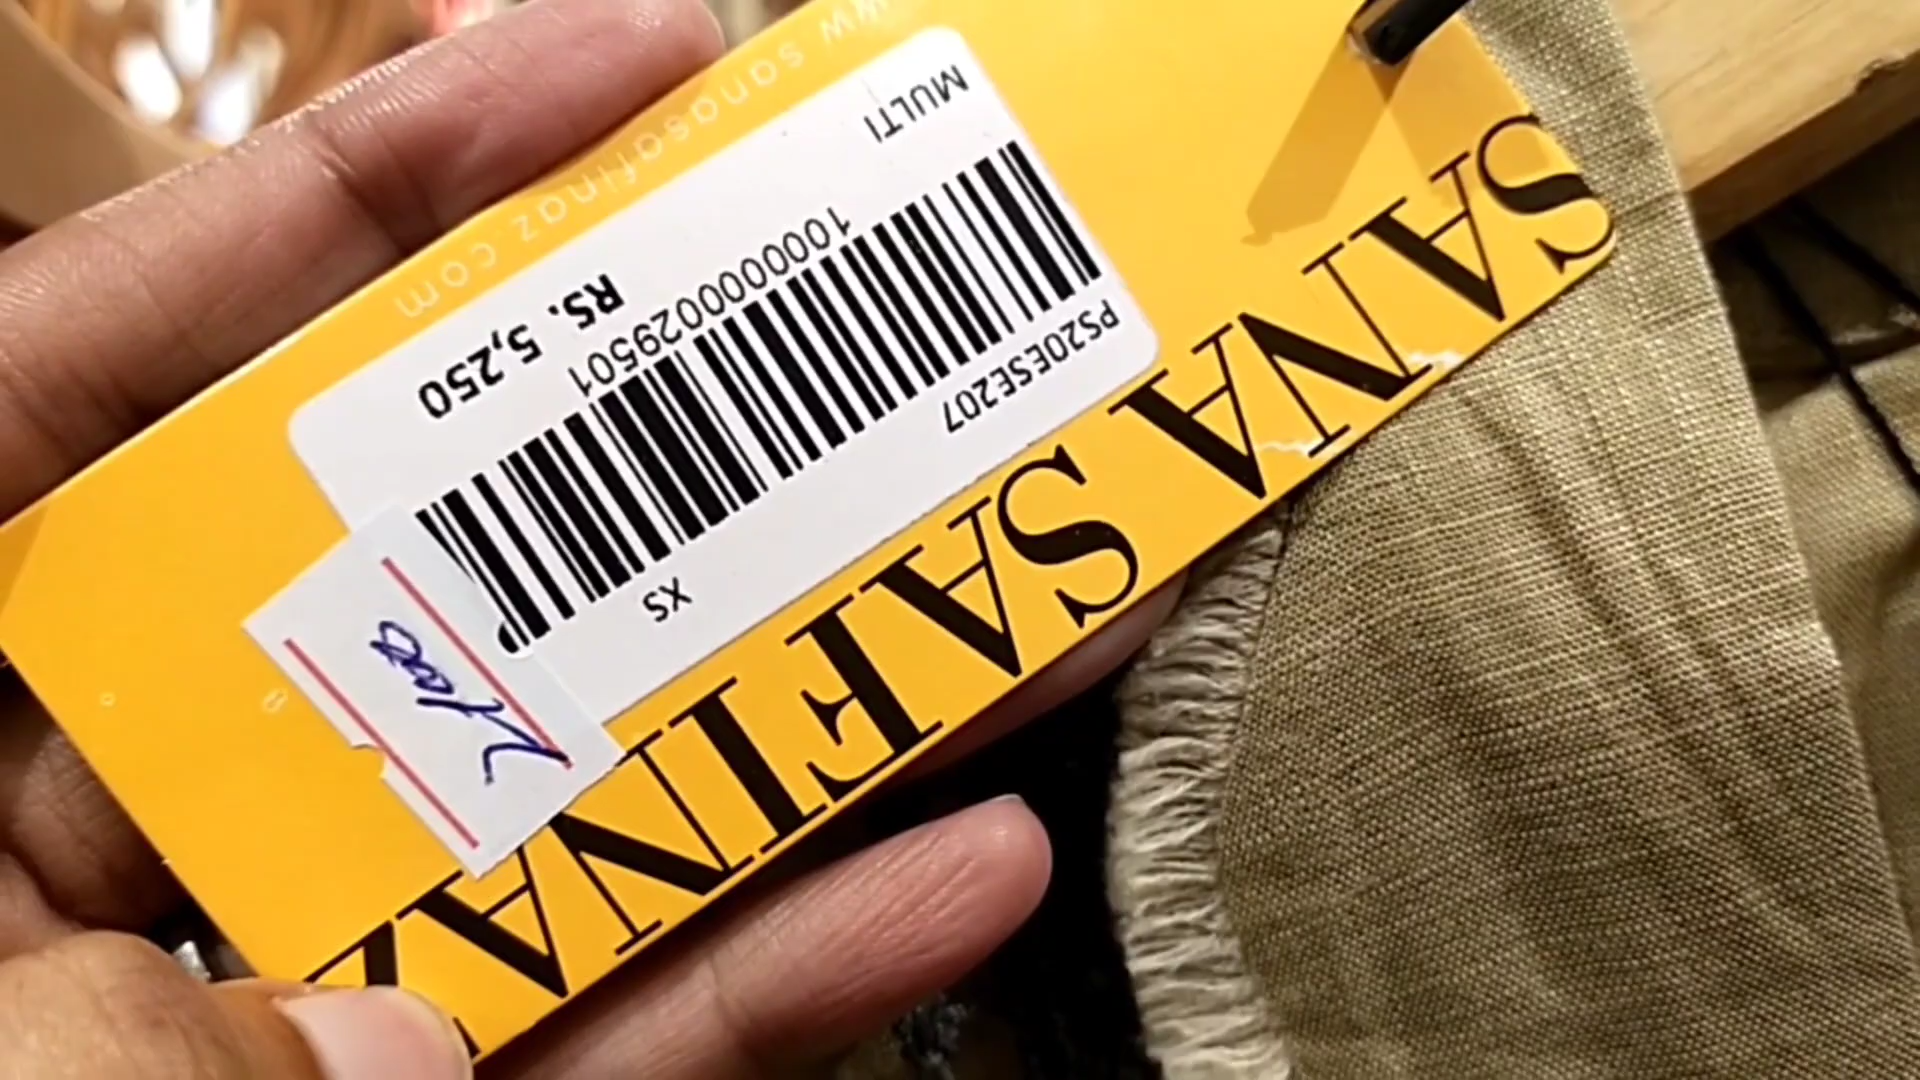 SANA SAFINAZ
PS20ESE207
XS
1000000029501
MULTI
RS. 5,250
www.sanasafinaz.com